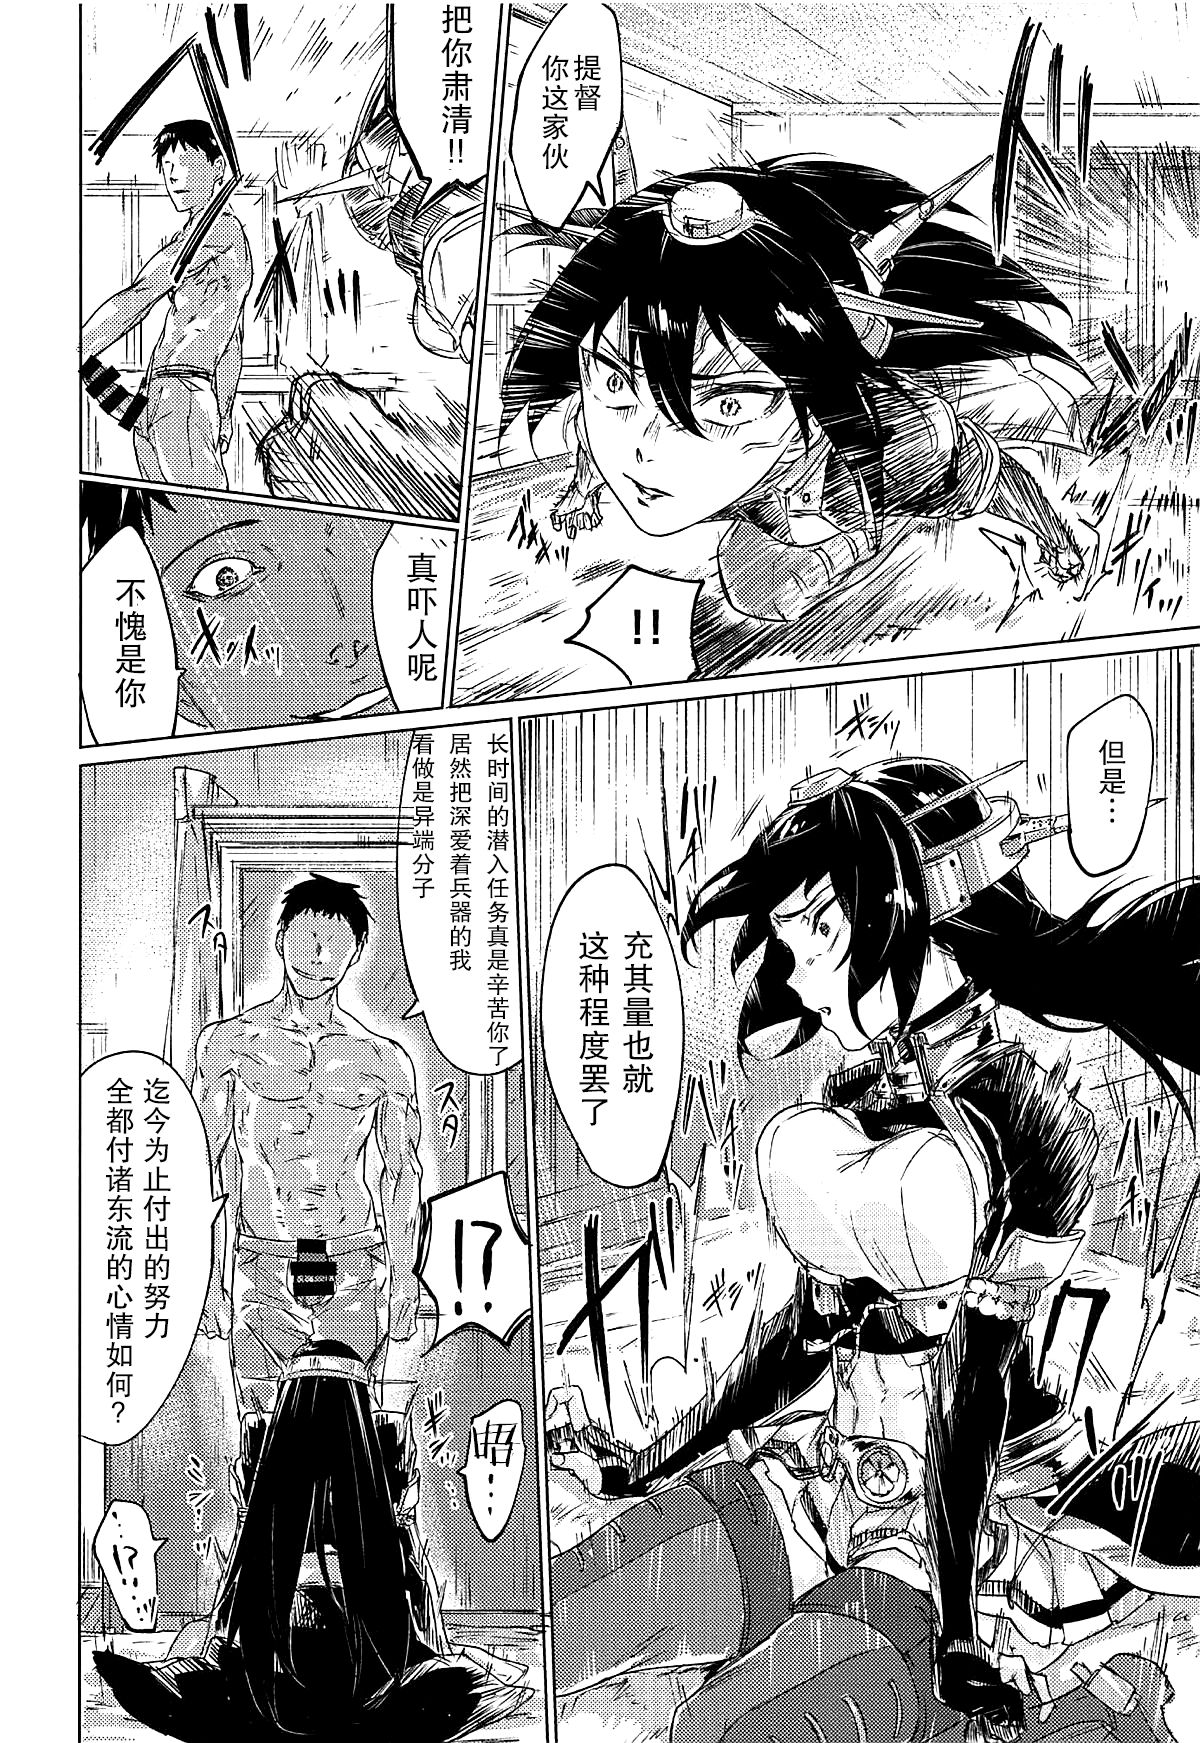 提督
你这家伙
把你肃清!!
!!
真吓人呢
不愧是你
但是…
充其量也就
这种程度罢了
长时间的潜入任务真是辛苦你了
居然把深爱着兵器的我
看做是异端分子
!?
唔…
迄今为止付出的努力
全都付诸东流的心情如何?
!?
スタ
スタ